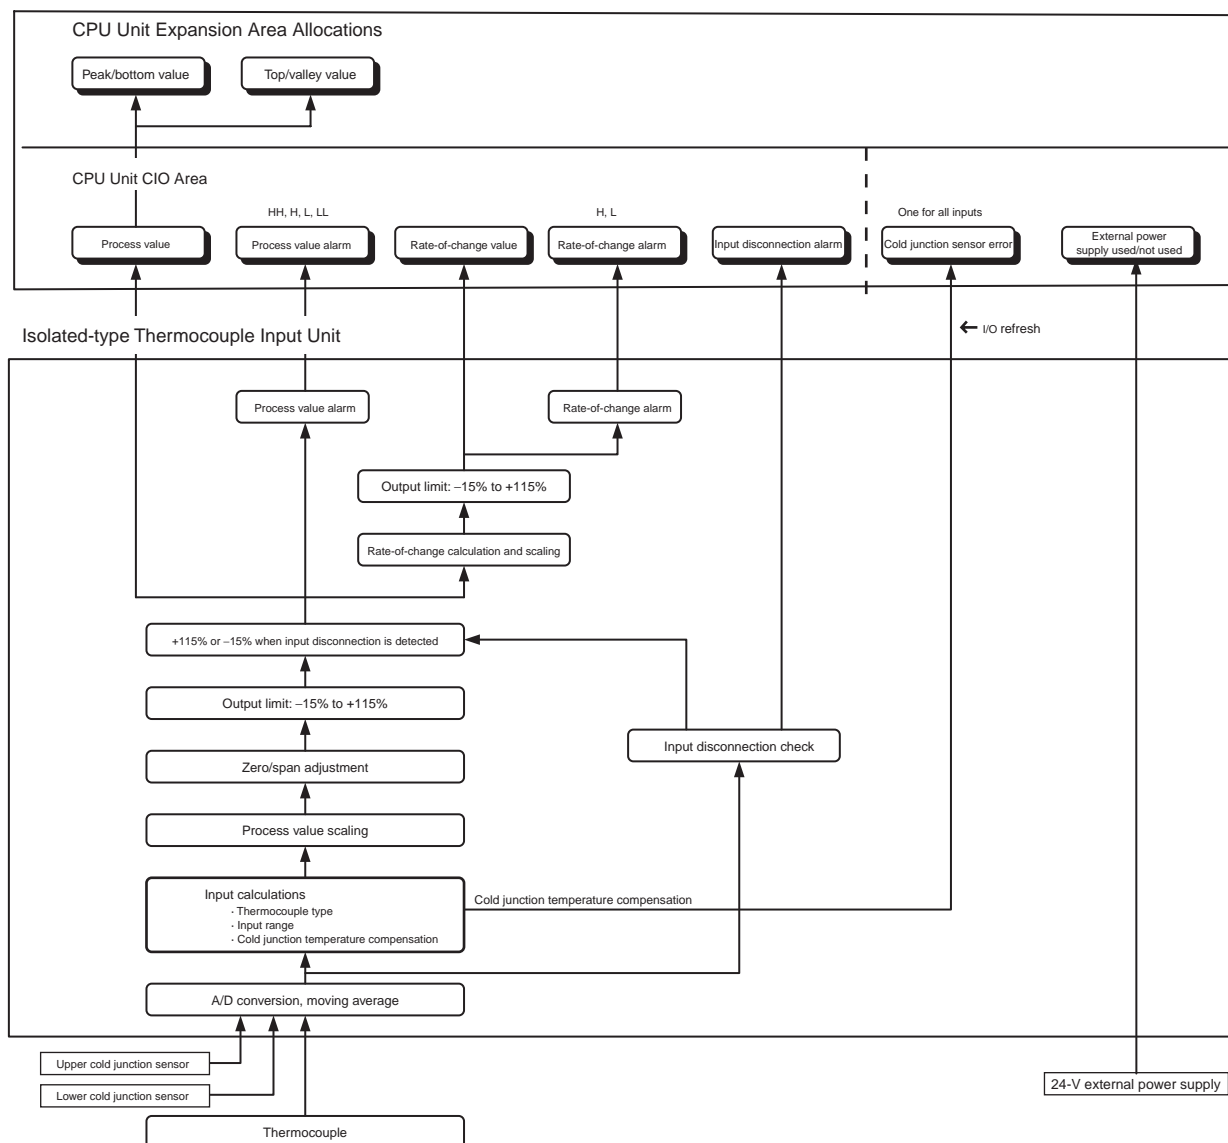 CPU Unit Expansion Area Allocations
Peak/bottom value
Top/valley value
CPU Unit CIO Area
HH, H, L, LL
H, L
One for all inputs
Process value
Process value alarm
Rate-of-change value
Rate-of-change alarm
Input disconnection alarm
Cold junction sensor error
External power
supply used/not used
I/O refresh
Isolated-type Thermocouple Input Unit
Process value alarm
Rate-of-change alarm
Output limit: –15% to +115%
Rate-of-change calculation and scaling
+115% or –15% when input disconnection is detected
Output limit: –15% to +115%
Input disconnection check
Zero/span adjustment
Process value scaling
Input calculations
· Thermocouple type
· Input range
· Cold junction temperature compensation
Cold junction temperature compensation
A/D conversion, moving average
Upper cold junction sensor
Lower cold junction sensor
24-V external power supply
Thermocouple